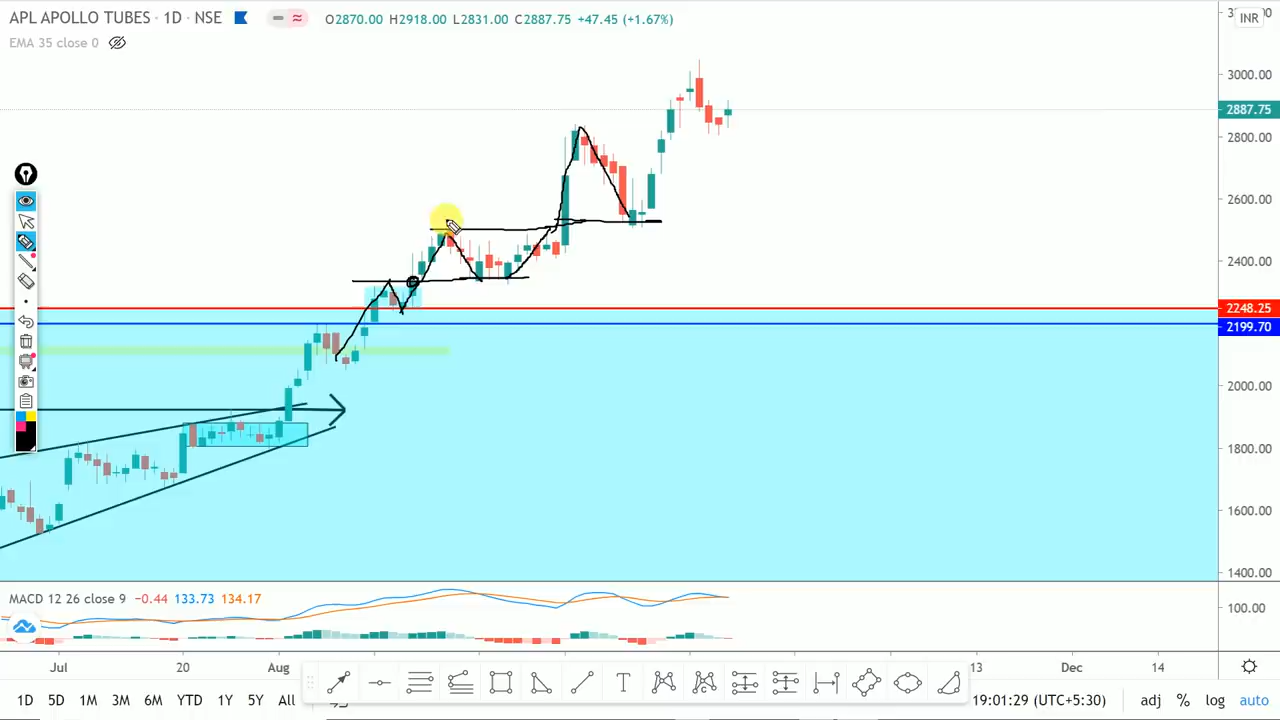 APL APOLLO TUBES · 1D · NSE O2870.00 H2918.00 L2831.00 C2887.75 +47.45 (+1.67%)
INR
EMA 35 close 0
3000.00
2887.75
2800.00
2600.00
2400.00
2248.25
2199.70
2000.00
1800.00
1600.00
1400.00
MACD 12 26 close 9 −0.44 133.73 134.17
100.00
Jul 20 Aug 13 Dec 14
1D 5D 1M 3M 6M YTD 1Y 5Y All 19:01:29 (UTC+5:30) adj % log auto